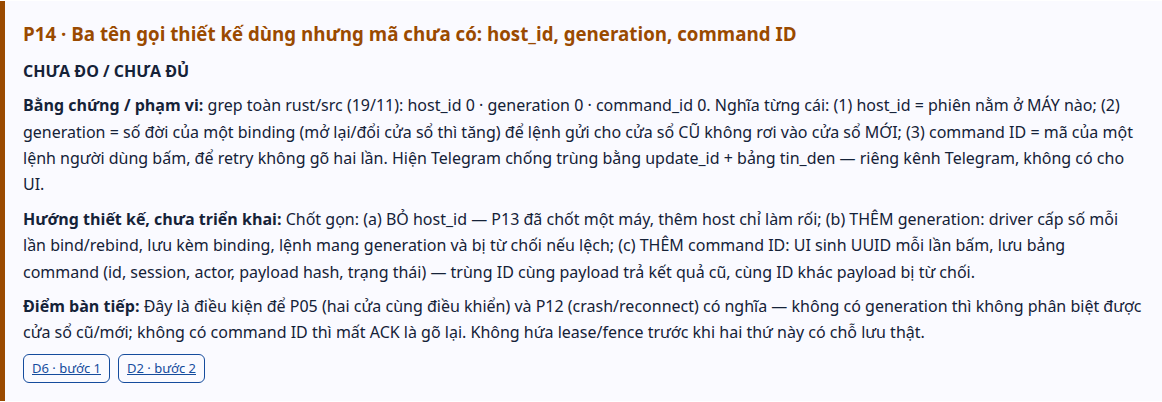 P14 · Ba tên gọi thiết kế dùng nhưng mã chưa có: host_id, generation, command ID
CHƯA ĐO / CHƯA ĐỦ
Bằng chứng / phạm vi: grep toàn rust/src (19/11): host_id 0 · generation 0 · command_id 0. Nghĩa từng cái: (1) host_id = phiên nằm ở MÁY nào; (2)
generation = số đời của một binding (mở lại/đổi cửa sổ thì tăng) để lệnh gửi cho cửa sổ CŨ không rơi vào cửa sổ MỚI; (3) command ID = mã của một
lệnh người dùng bấm, để retry không gõ hai lần. Hiện Telegram chống trùng bằng update_id + bảng tin_den — riêng kênh Telegram, không có cho
UI.
Hướng thiết kế, chưa triển khai: Chốt gọn: (a) BỎ host_id — P13 đã chốt một máy, thêm host chỉ làm rối; (b) THÊM generation: driver cấp số mỗi
lần bind/rebind, lưu kèm binding, lệnh mang generation và bị từ chối nếu lệch; (c) THÊM command ID: UI sinh UUID mỗi lần bấm, lưu bảng
command (id, session, actor, payload hash, trạng thái) — trùng ID cùng payload trả kết quả cũ, cùng ID khác payload bị từ chối.
Điểm bàn tiếp: Đây là điều kiện để P05 (hai cửa cùng điều khiển) và P12 (crash/reconnect) có nghĩa — không có generation thì không phân biệt được
cửa sổ cũ/mới; không có command ID thì mất ACK là gõ lại. Không hứa lease/fence trước khi hai thứ này có chỗ lưu thật.
D6 · bước 1 D2 · bước 2